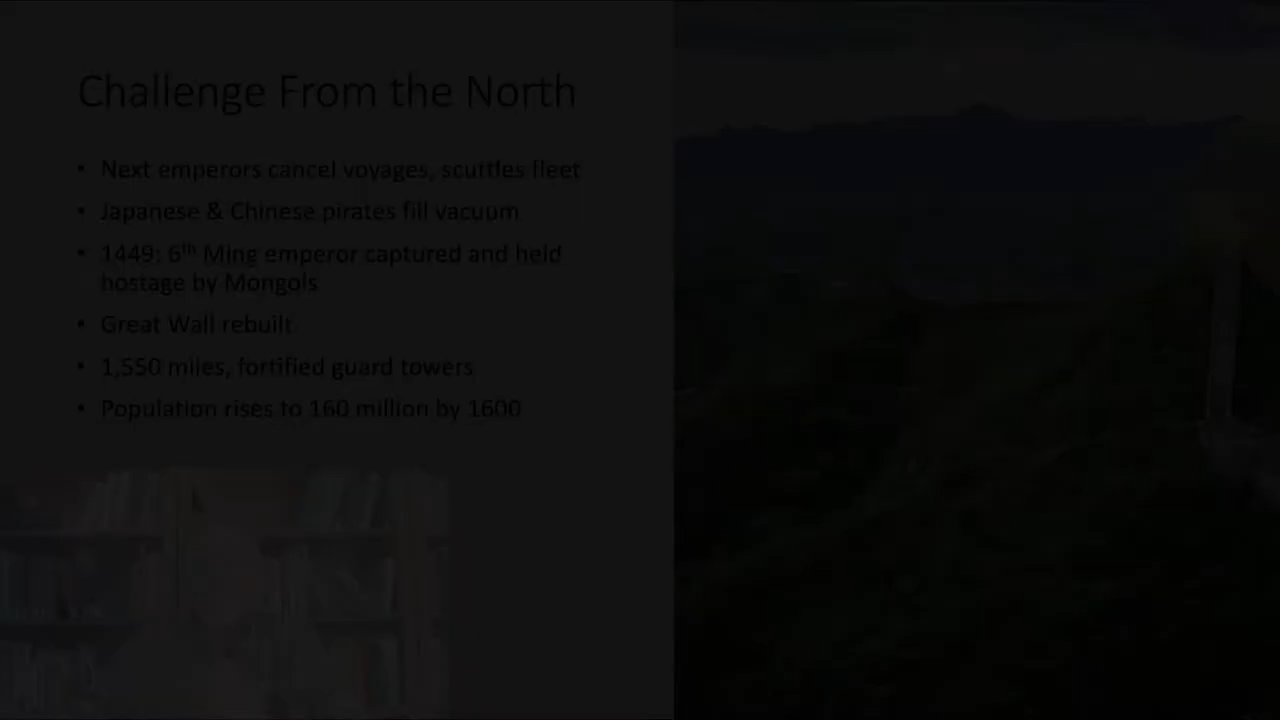 Challenge From the North
• Next emperors cancel voyages, scuttles fleet
• Japanese & Chinese pirates fill vacuum
• 1449: 6th Ming emperor captured and held
hostage by Mongols
• Great Wall rebuilt
• 1,550 miles, fortified guard towers
• Population rises to 160 million by 1600